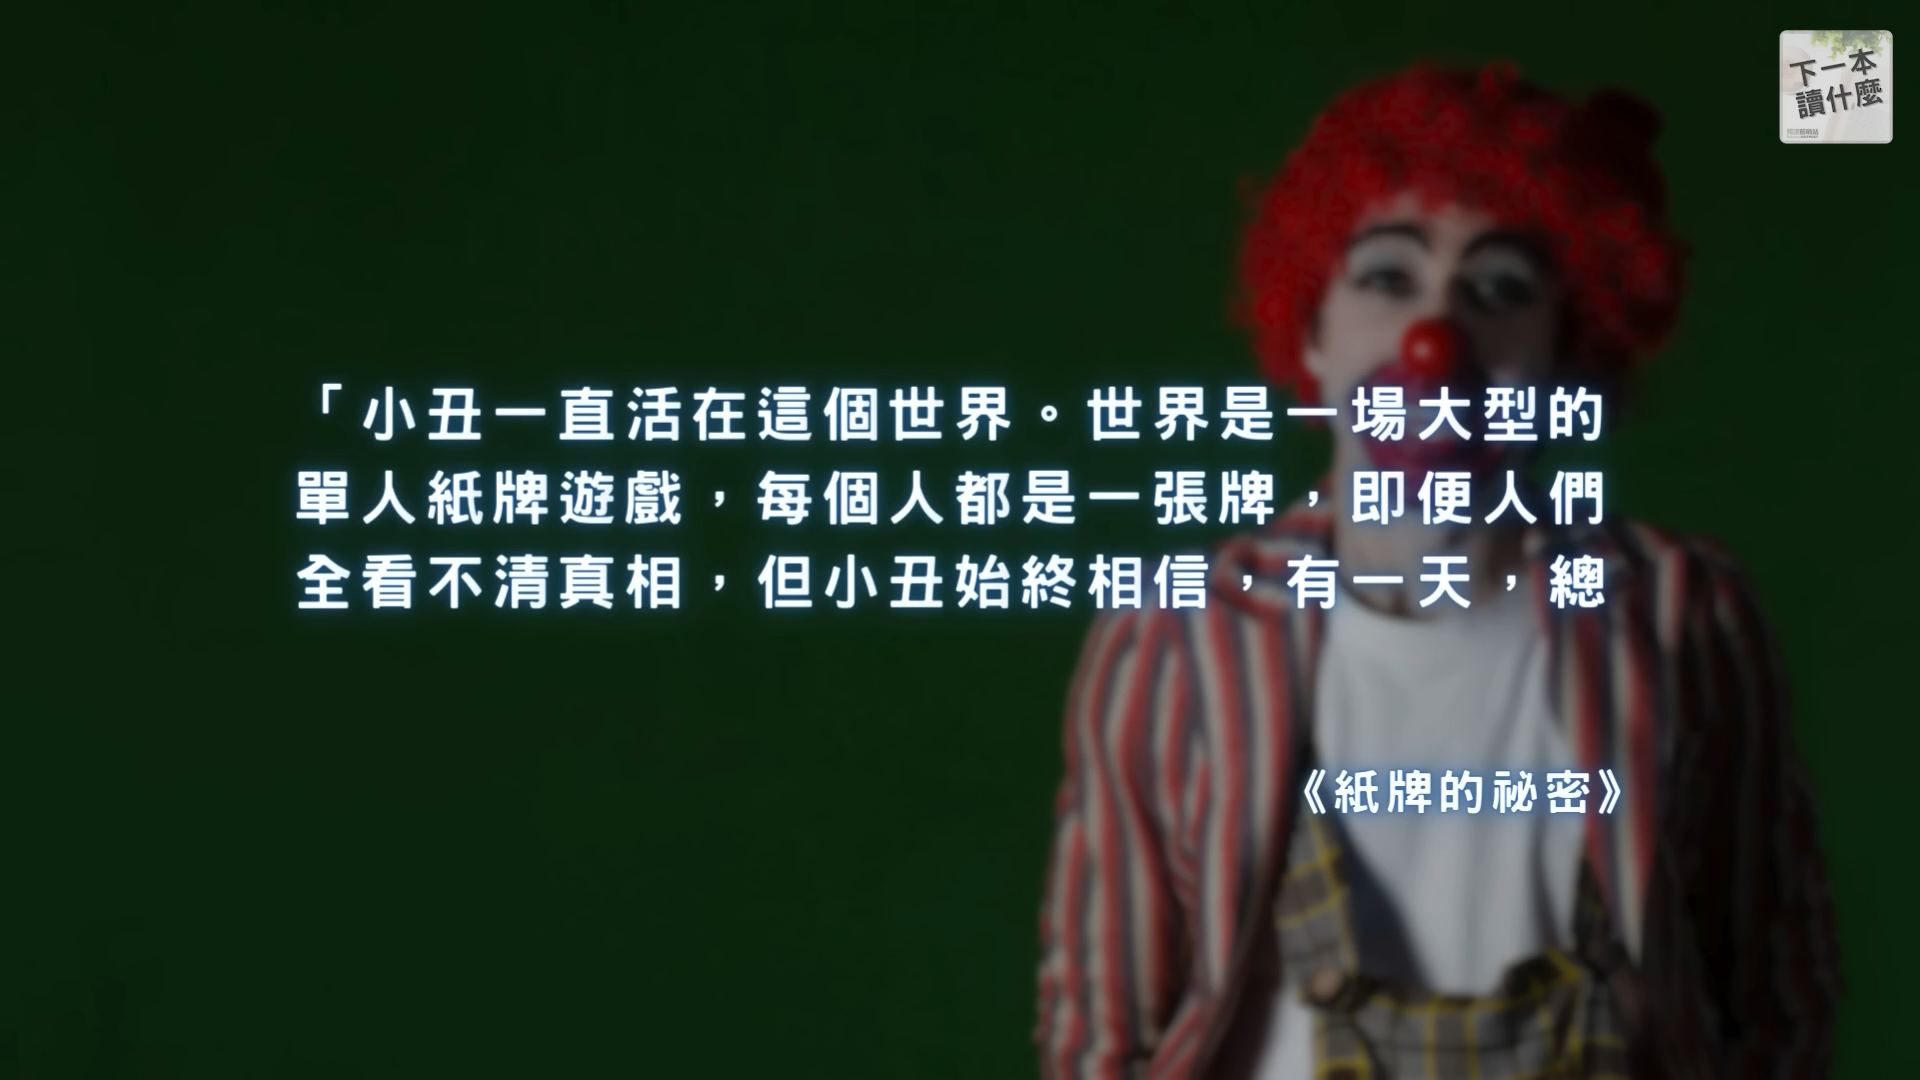 下一本
讀什麼
「小丑一直活在這個世界。世界是一場大型的
單人紙牌遊戲，每個人都是一張牌，即便人們
全看不清真相，但小丑始終相信，有一天，總
《紙牌的祕密》